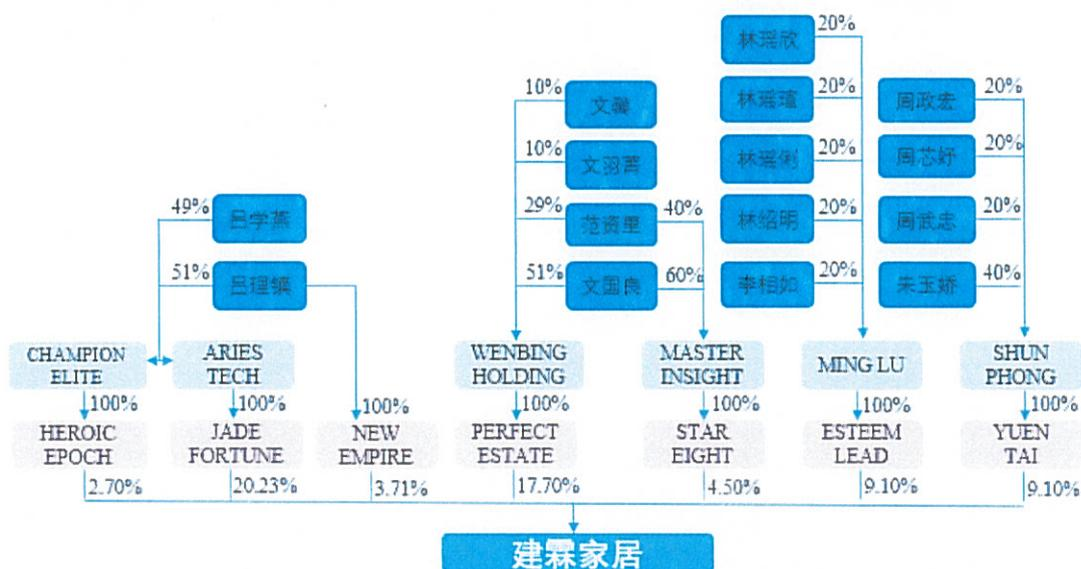 林瑶欣
20%
10%
文骥
林瑶瑄
20%
周政宏
20%
10%
文羽菁
林瑶俐
20%
周芯妤
20%
49%
吕学燕
29%
范资里
40%
林绍明
20%
周武忠
20%
51%
吕理镇
51%
文国良
60%
李相如
20%
朱玉娇
40%
CHAMPION
ELITE
ARIES
TECH
WENBING
HOLDING
MASTER
INSIGHT
MING LU
SHUN
PHONG
100%
100%
100%
100%
100%
100%
100%
HEROIC
EPOCH
JADE
FORTUNE
NEW
EMPIRE
PERFECT
ESTATE
STAR
EIGHT
ESTEEM
LEAD
YUEN
TAI
2.70%
20.23%
3.71%
17.70%
4.50%
9.10%
9.10%
建霖家居